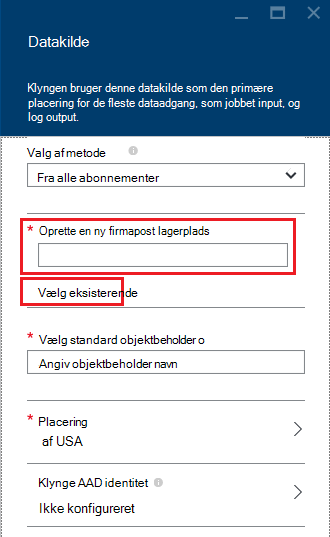 Datakilde
Klyngen bruger denne datakilde som den primære
placering for de fleste dataadgang, som jobbet input, og
log output.
Valg af metode
Fra alle abonnementer
* Oprette en ny firmapost lagerplads
Vælg eksisterende
* Vælg standard objektbeholder o
Angiv objektbeholder navn
* Placering
af USA
Klynge AAD identitet
Ikke konfigureret